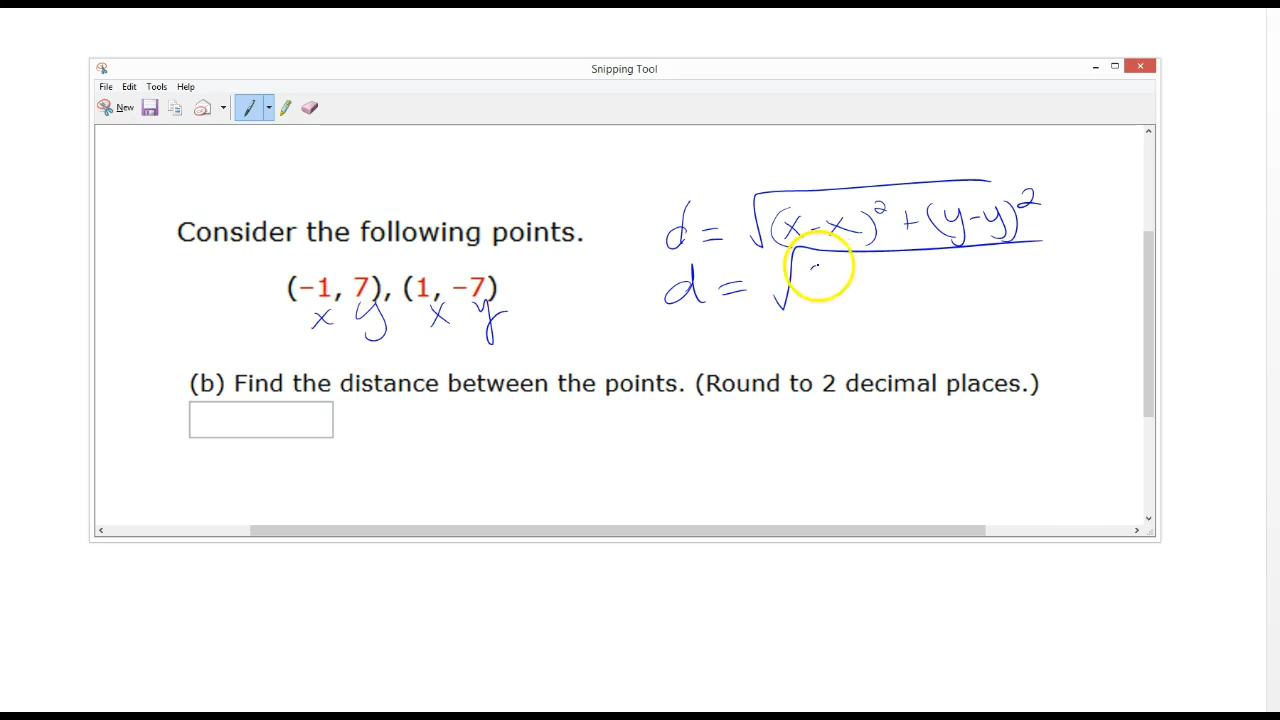 Snipping Tool
File Edit Tools Help
New
Consider the following points.
(−1, 7), (1, −7)
x y x y
d = √(x-x)² + (y-y)²
d = √
(b) Find the distance between the points. (Round to 2 decimal places.)